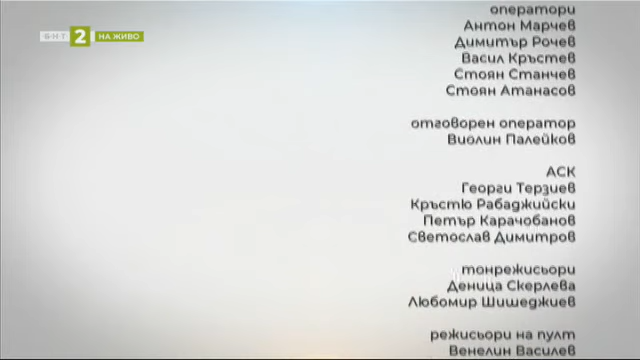 БНТ 2 НА ЖИВО
оператори
Антон Марчев
Димитър Рочев
Васил Кръстев
Стоян Станчев
Стоян Атанасов
отговорен оператор
Виолин Палейков
АСК
Георги Терзиев
Кръстю Рабаджийски
Петър Карачобанов
Светослав Димитров
тонрежисьори
Деница Скерлева
Любомир Шишеджиев
режисьори на пулт
Венелин Василев